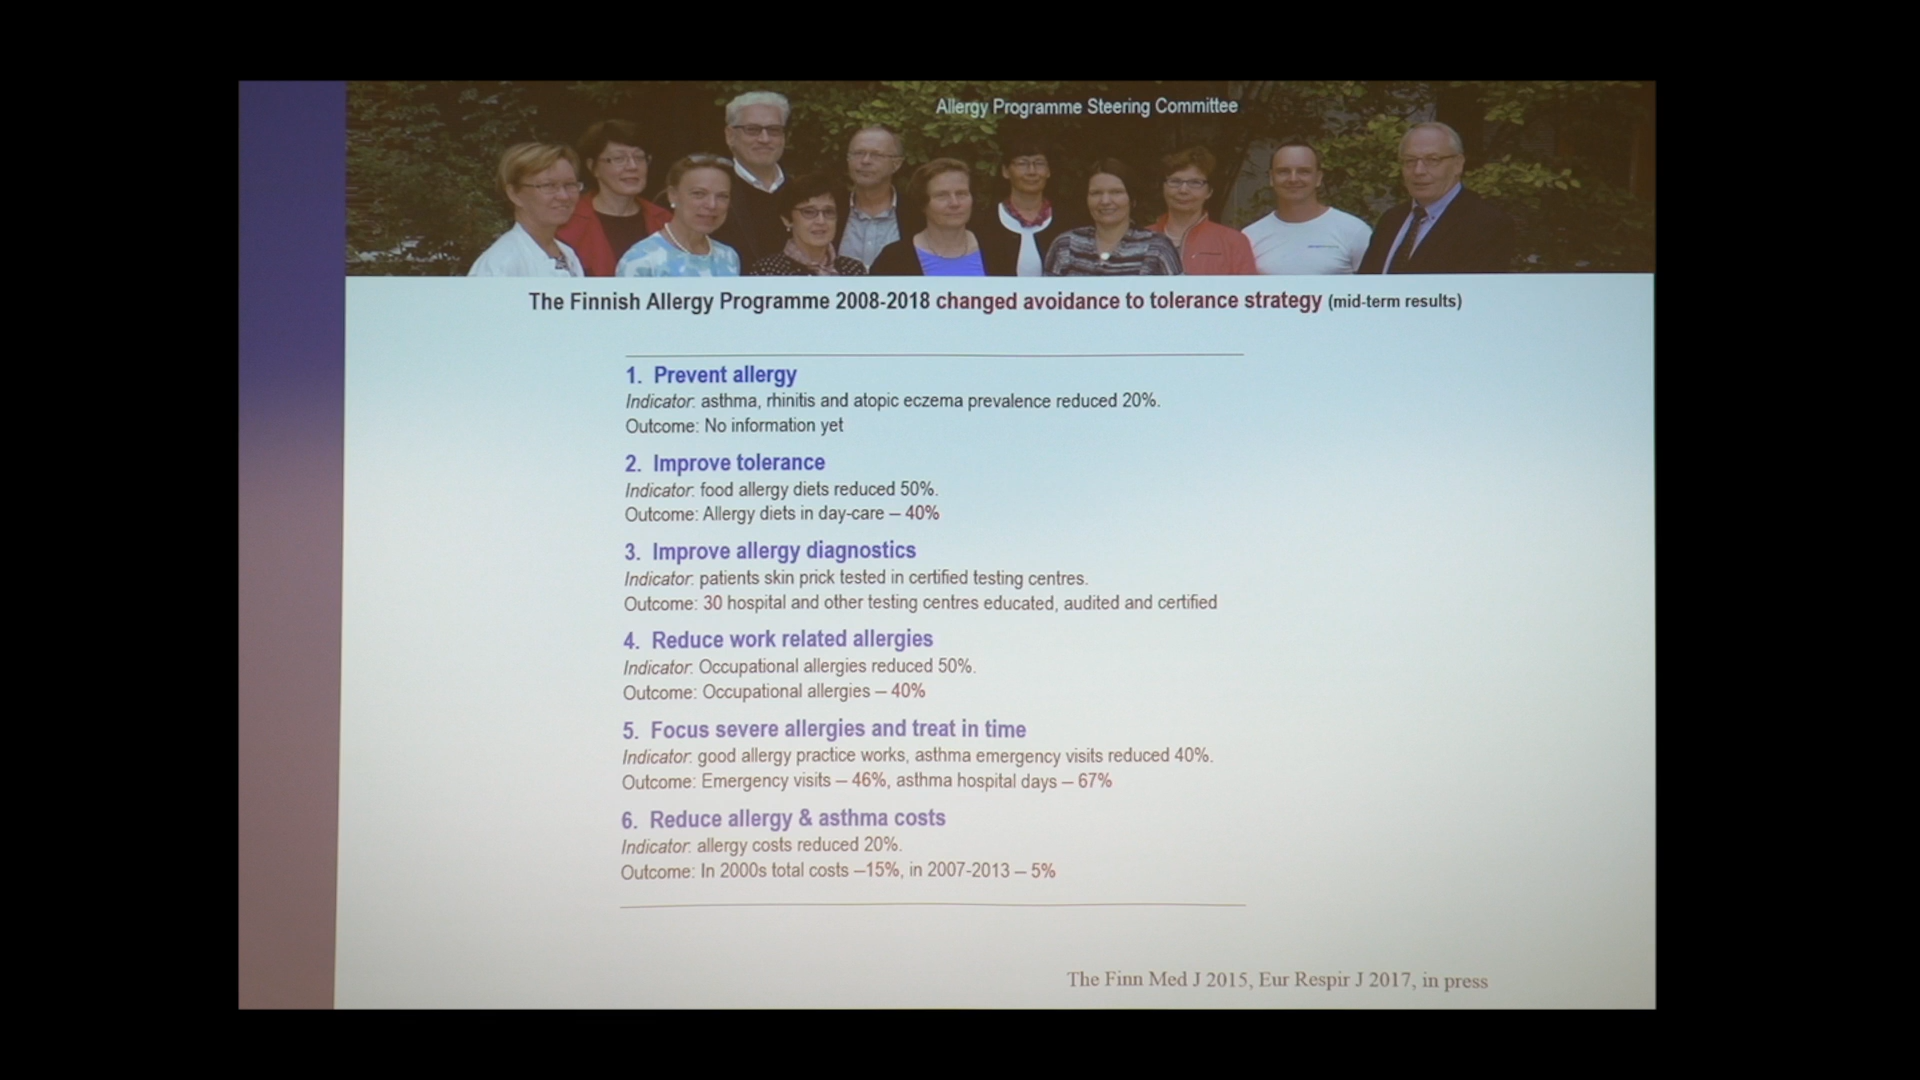 Allergy Programme Steering Committee
The Finnish Allergy Programme 2008-2018 changed avoidance to tolerance strategy (mid-term results)
1. Prevent allergy
Indicator: asthma, rhinitis and atopic eczema prevalence reduced 20%.
Outcome: No information yet
2. Improve tolerance
Indicator: food allergy diets reduced 50%.
Outcome: Allergy diets in day-care – 40%
3. Improve allergy diagnostics
Indicator: patients skin prick tested in certified testing centres.
Outcome: 30 hospital and other testing centres educated, audited and certified
4. Reduce work related allergies
Indicator: Occupational allergies reduced 50%.
Outcome: Occupational allergies – 40%
5. Focus severe allergies and treat in time
Indicator: good allergy practice works, asthma emergency visits reduced 40%.
Outcome: Emergency visits – 46%, asthma hospital days – 67%
6. Reduce allergy & asthma costs
Indicator: allergy costs reduced 20%.
Outcome: In 2000s total costs –15%, in 2007-2013 – 5%
The Finn Med J 2015, Eur Respir J 2017, in press